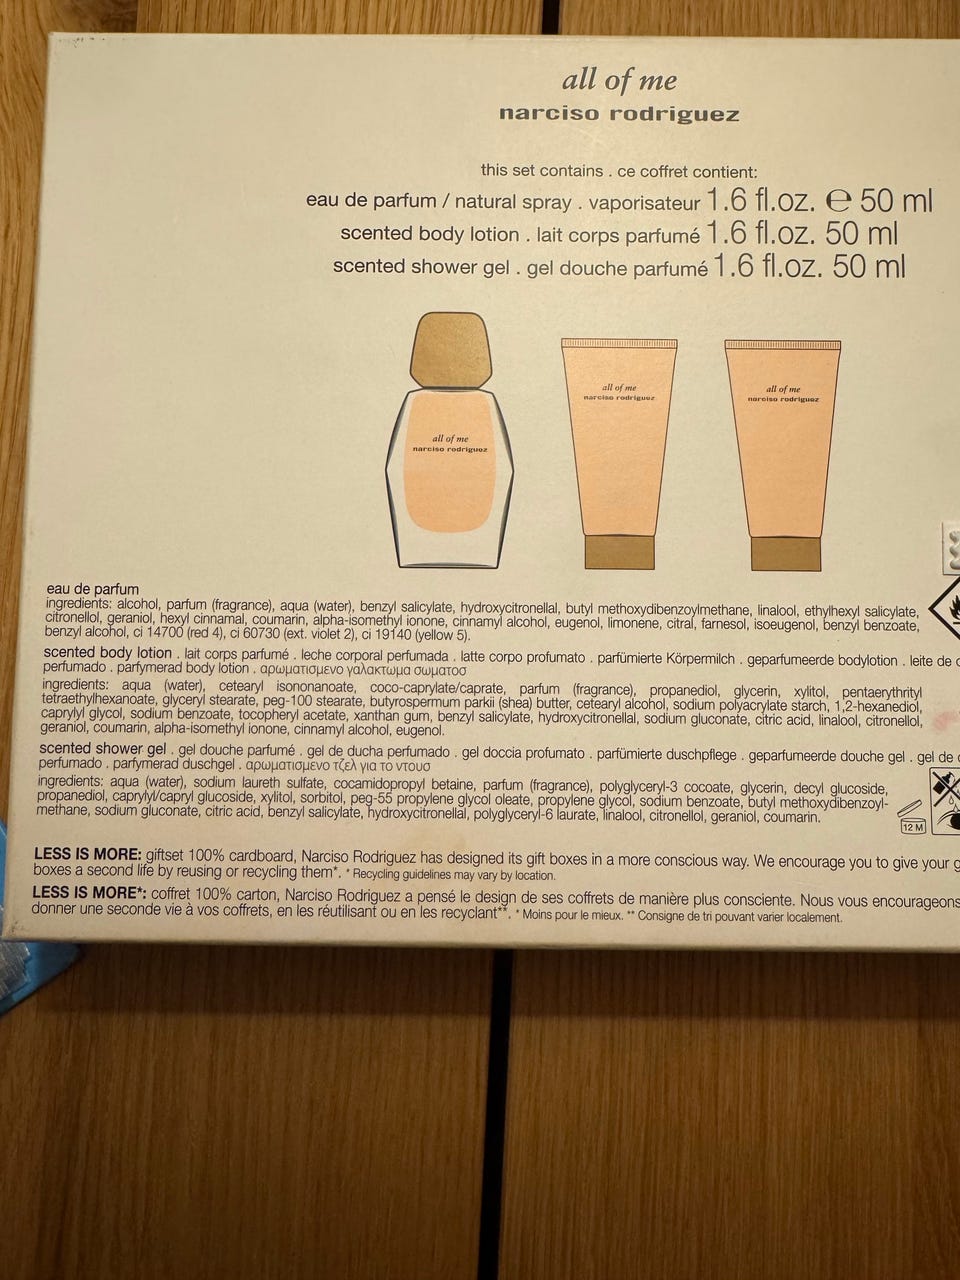 all of me
narciso rodriguez
this set contains . ce coffret contient:
eau de parfum / natural spray . vaporisateur 1.6 fl.oz. ℮ 50 ml
scented body lotion . lait corps parfumé 1.6 fl.oz. 50 ml
scented shower gel . gel douche parfumé 1.6 fl.oz. 50 ml
all of me
narciso rodriguez
all of me
narciso rodriguez
all of me
narciso rodriguez
eau de parfum
ingredients: alcohol, parfum (fragrance), aqua (water), benzyl salicylate, hydroxycitronellal, butyl methoxydibenzoylmethane, linalool, ethylhexyl salicylate,
citronellol, geraniol, hexyl cinnamal, coumarin, alpha-isomethyl ionone, cinnamyl alcohol, eugenol, limonene, citral, farnesol, isoeugenol, benzyl benzoate,
benzyl alcohol, ci 14700 (red 4), ci 60730 (ext. violet 2), ci 19140 (yellow 5).
scented body lotion . lait corps parfumé . leche corporal perfumada . latte corpo profumato . parfümierte Körpermilch . geparfumeerde bodylotion . leite de
perfumado . parfymerad body lotion . αρωματισμενο γαλακτωμα σωματοσ
ingredients: aqua (water), cetearyl isononanoate, coco-caprylate/caprate, parfum (fragrance), propanediol, glycerin, xylitol, pentaerythrityl
tetraethylhexanoate, glyceryl stearate, peg-100 stearate, butyrospermum parkii (shea) butter, cetearyl alcohol, sodium polyacrylate starch, 1,2-hexanediol,
caprylyl glycol, sodium benzoate, tocopheryl acetate, xanthan gum, benzyl salicylate, hydroxycitronellal, sodium gluconate, citric acid, linalool, citronellol,
geraniol, coumarin, alpha-isomethyl ionone, cinnamyl alcohol, eugenol.
scented shower gel . gel douche parfumé . gel de ducha perfumado . gel doccia profumato . parfümierte duschpflege . geparfumeerde douche gel . gel de
perfumado . parfymerad duschgel . αρωματισμενο τζελ για το ντουσ
ingredients: aqua (water), sodium laureth sulfate, cocamidopropyl betaine, parfum (fragrance), polyglyceryl-3 cocoate, glycerin, decyl glucoside,
propanediol, caprylyl/capryl glucoside, xylitol, sorbitol, peg-55 propylene glycol oleate, propylene glycol, sodium benzoate, butyl methoxydibenzoyl-
methane, sodium gluconate, citric acid, benzyl salicylate, hydroxycitronellal, polyglyceryl-6 laurate, linalool, citronellol, geraniol, coumarin.
12 M
LESS IS MORE: giftset 100% cardboard, Narciso Rodriguez has designed its gift boxes in a more conscious way. We encourage you to give your
boxes a second life by reusing or recycling them*. * Recycling guidelines may vary by location.
LESS IS MORE*: coffret 100% carton, Narciso Rodriguez a pensé le design de ses coffrets de manière plus consciente. Nous vous encourageons
donner une seconde vie à vos coffrets, en les réutilisant ou en les recyclant**. * Moins pour le mieux. ** Consigne de tri pouvant varier localement.